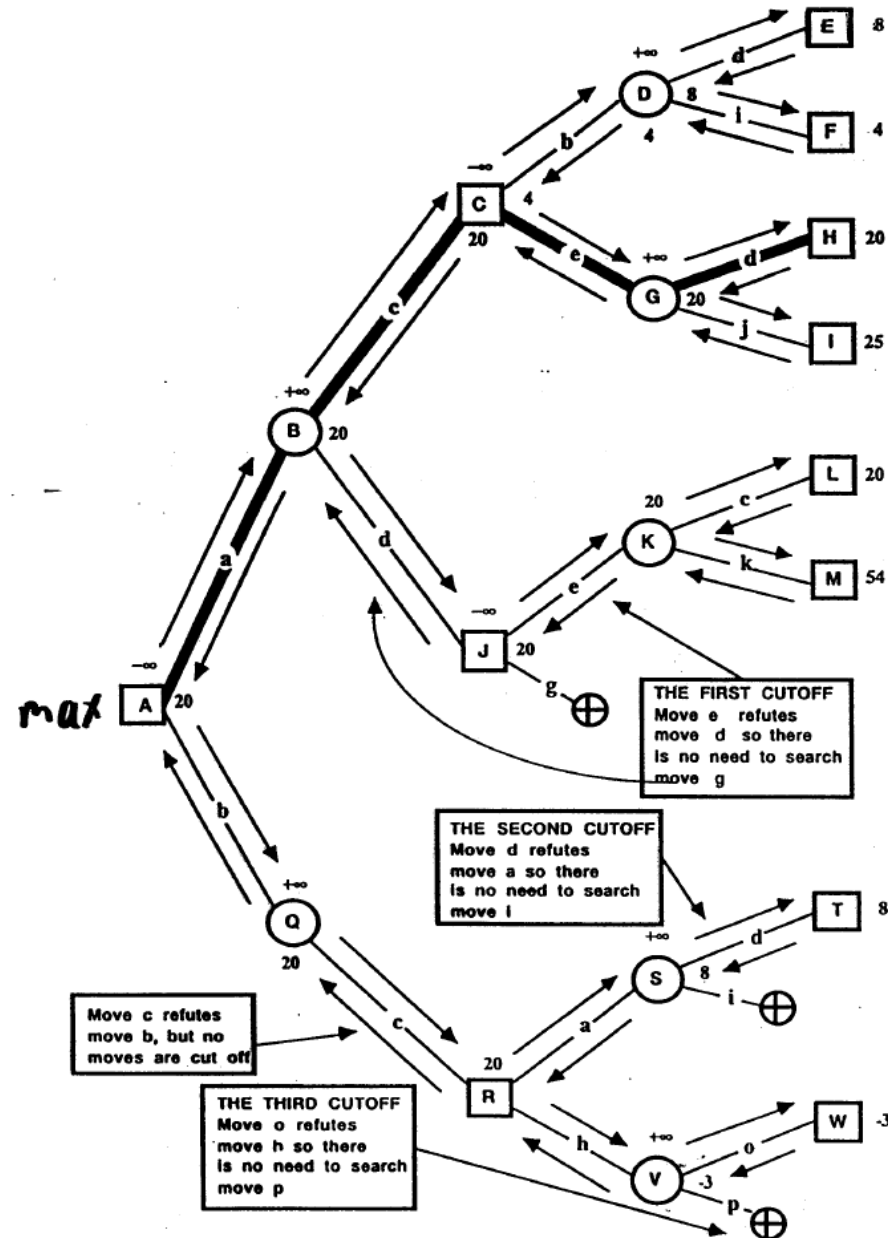 E 8
+∞
d
D 8
i
F 4
4
b
−∞
C 4
20
H 20
+∞
d
e
G 20
j
I 25
c
+∞
B 20
L 20
20
c
K
d
k
M 54
a
e
−∞
J 20
g
−∞
max A 20
THE FIRST CUTOFF
Move e refutes
move d so there
is no need to search
move g
b
THE SECOND CUTOFF
Move d refutes
move a so there
is no need to search
move i
+∞
Q
20
T 8
+∞
d
S 8
i
c
a
Move c refutes
move b, but no
moves are cut off
20
R
THE THIRD CUTOFF
Move o refutes
move h so there
is no need to search
move p
W -3
+∞
o
h
V -3
p